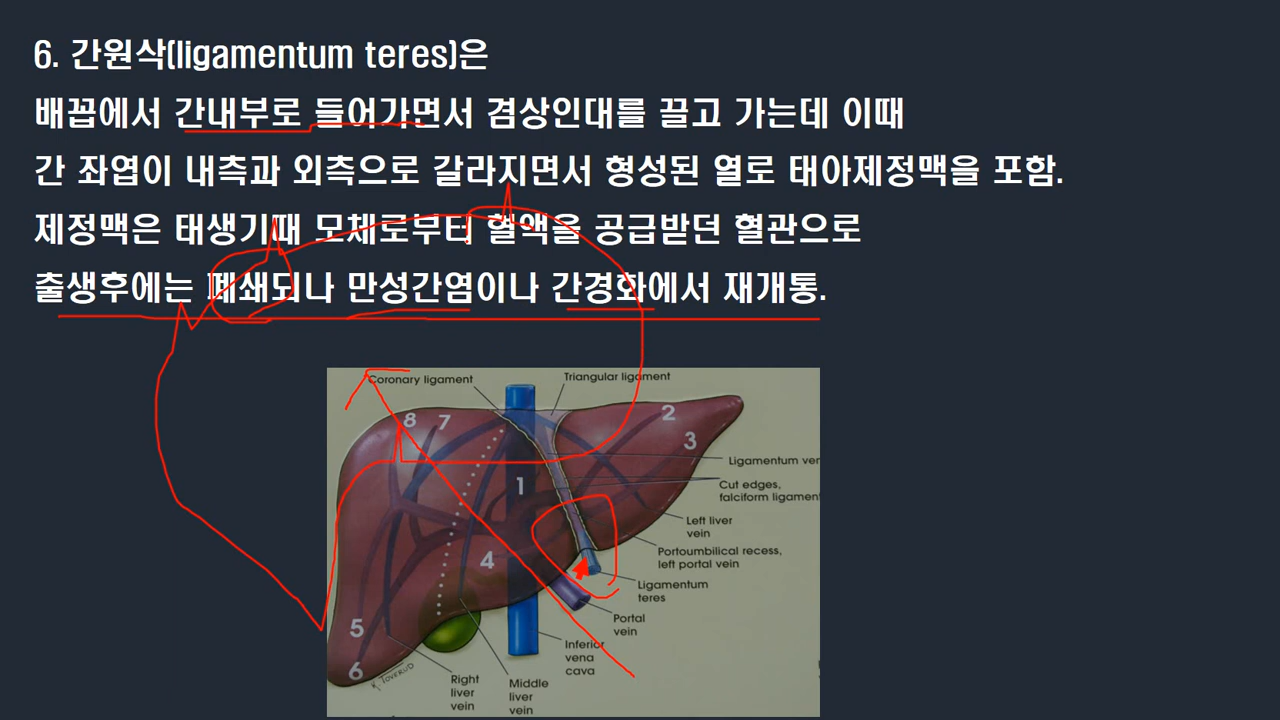 6. 간원삭(ligamentum teres)은
배꼽에서 간내부로 들어가면서 겸상인대를 끌고 가는데 이때
간 좌엽이 내측과 외측으로 갈라지면서 형성된 열로 태아제정맥을 포함.
제정맥은 태생기때 모체로부터 혈액을 공급받던 혈관으로
출생후에는 폐쇄되나 만성간염이나 간경화에서 재개통.
Coronary ligament
Triangular ligament
8 7
2
3
Ligamentum ven
1
Cut edges,
falciform ligament
Left liver
vein
Portoumbilical recess,
left portal vein
4
Ligamentum
teres
Portal
vein
5
Inferior
vena
cava
6
K TOVERUD
Right
liver
vein
Middle
liver
vein